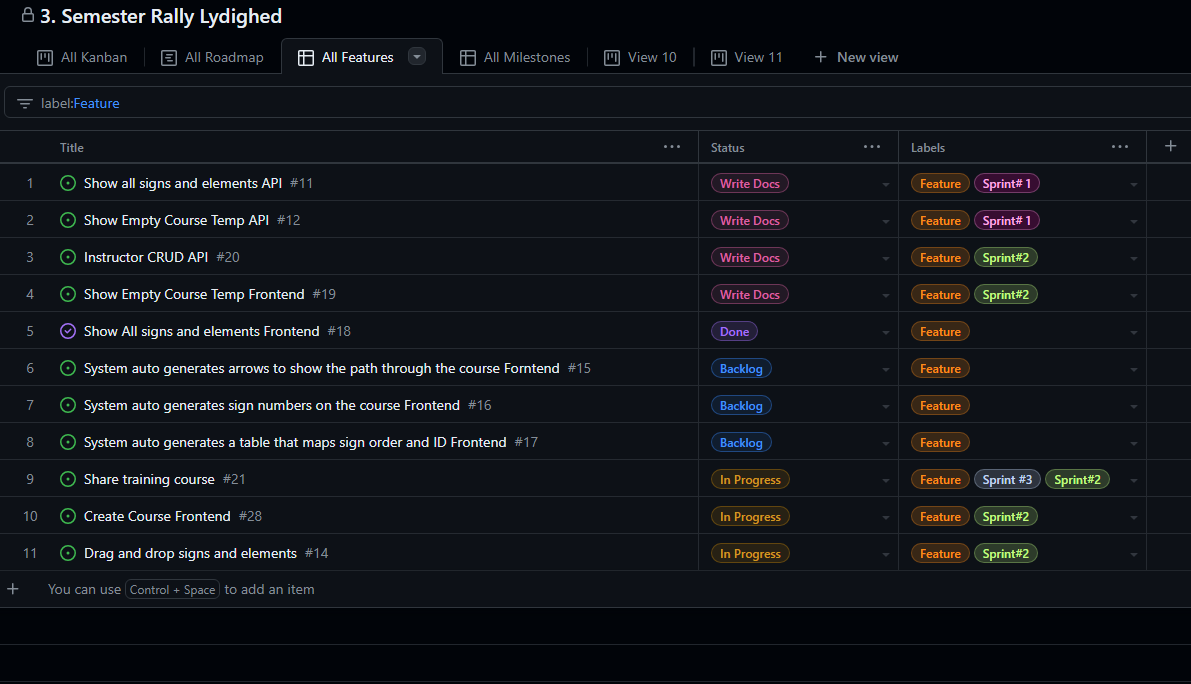 3. Semester Rally Lydighed
All Kanban All Roadmap All Features All Milestones View 10 View 11 + New view
label:Feature
Title ... Status ... Labels ... +
1 Show all signs and elements API #11 Write Docs Feature Sprint# 1
2 Show Empty Course Temp API #12 Write Docs Feature Sprint# 1
3 Instructor CRUD API #20 Write Docs Feature Sprint#2
4 Show Empty Course Temp Frontend #19 Write Docs Feature Sprint#2
5 Show All signs and elements Frontend #18 Done Feature
6 System auto generates arrows to show the path through the course Forntend #15 Backlog Feature
7 System auto generates sign numbers on the course Frontend #16 Backlog Feature
8 System auto generates a table that maps sign order and ID Frontend #17 Backlog Feature
9 Share training course #21 In Progress Feature Sprint #3 Sprint#2
10 Create Course Frontend #28 In Progress Feature Sprint#2
11 Drag and drop signs and elements #14 In Progress Feature Sprint#2
+ You can use Control + Space to add an item